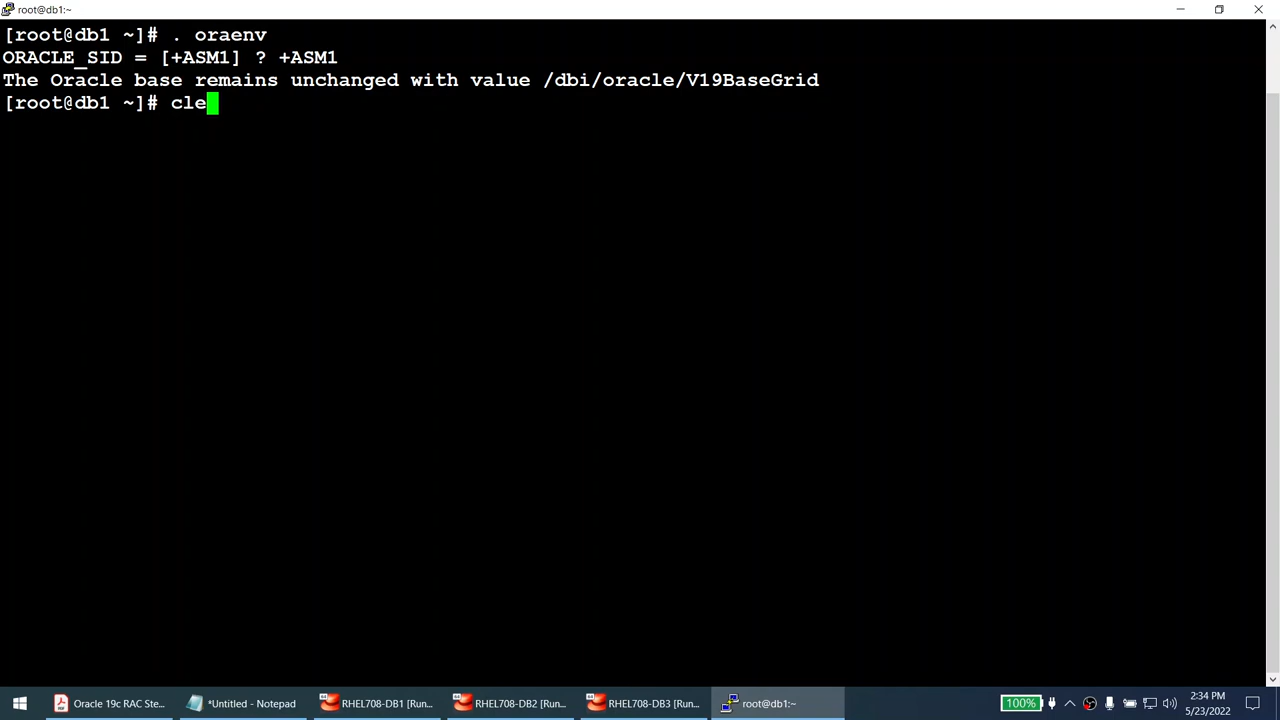 root@db1:~
[root@db1 ~]# . oraenv
ORACLE_SID = [+ASM1] ? +ASM1
The Oracle base remains unchanged with value /dbi/oracle/V19BaseGrid
[root@db1 ~]# cle
Oracle 19c RAC Ste...
*Untitled - Notepad
RHEL708-DB1 [Run...
RHEL708-DB2 [Run...
RHEL708-DB3 [Run...
root@db1:~
100%
2:34 PM
5/23/2022